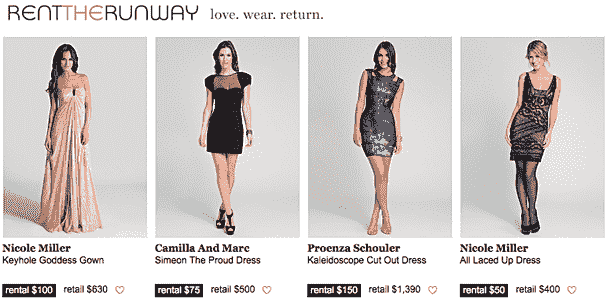 RENTTHERUNWAY love. wear. return.
Nicole Miller
Keyhole Goddess Gown
rental $100 retail $630
Camilla And Marc
Simeon The Proud Dress
rental $75 retail $500
Proenza Schouler
Kaleidoscope Cut Out Dress
rental $150 retail $1,390
Nicole Miller
All Laced Up Dress
rental $50 retail $400